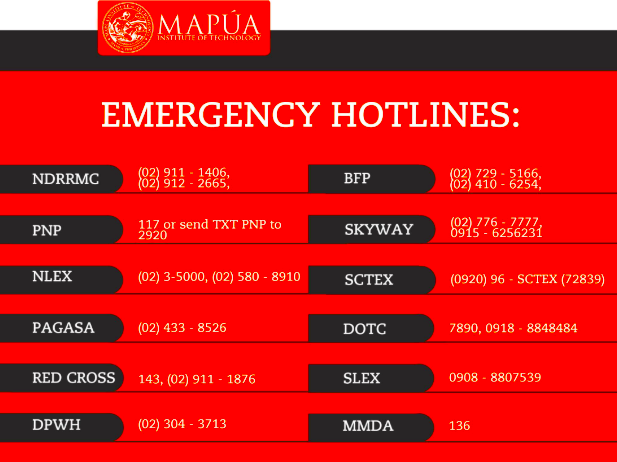 MAPÚA
INSTITUTE OF TECHNOLOGY
EMERGENCY HOTLINES:
NDRRMC
(02) 911 - 1406,
(02) 912 - 2665,
BFP
(02) 729 - 5166,
(02) 410 - 6254,
PNP
117 or send TXT PNP to
2920
SKYWAY
(02) 776 - 7777,
0915 - 6256231
NLEX
(02) 3-5000, (02) 580 - 8910
SCTEX
(0920) 96 - SCTEX (72839)
PAGASA
(02) 433 - 8526
DOTC
7890, 0918 - 8848484
RED CROSS
143, (02) 911 - 1876
SLEX
0908 - 8807539
DPWH
(02) 304 - 3713
MMDA
136